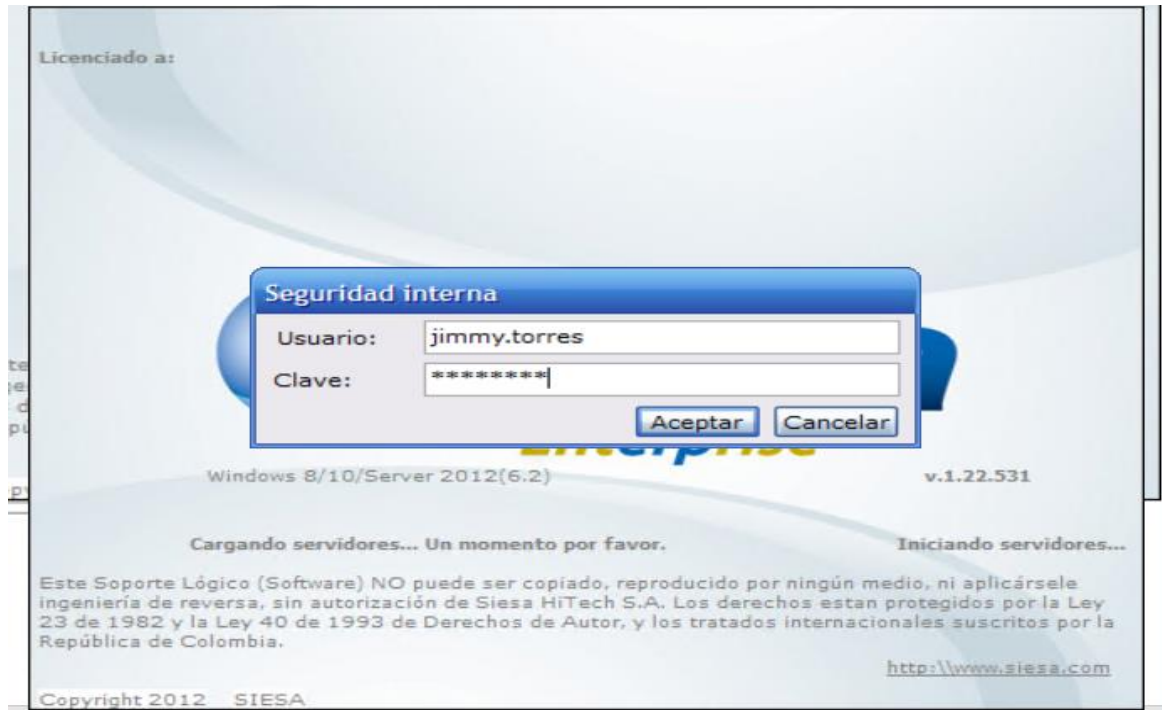 Licenciado a:
Seguridad interna
Usuario: jimmy.torres
Clave: ********
Aceptar Cancelar
Enterprise
Windows 8/10/Server 2012(6.2) v.1.22.531
Cargando servidores... Un momento por favor. Iniciando servidores...
Este Soporte Lógico (Software) NO puede ser copiado, reproducido por ningún medio, ni aplicársele
ingeniería de reversa, sin autorización de Siesa HiTech S.A. Los derechos estan protegidos por la Ley
23 de 1982 y la Ley 40 de 1993 de Derechos de Autor, y los tratados internacionales suscritos por la
República de Colombia.
http:\\www.siesa.com
Copyright 2012 SIESA